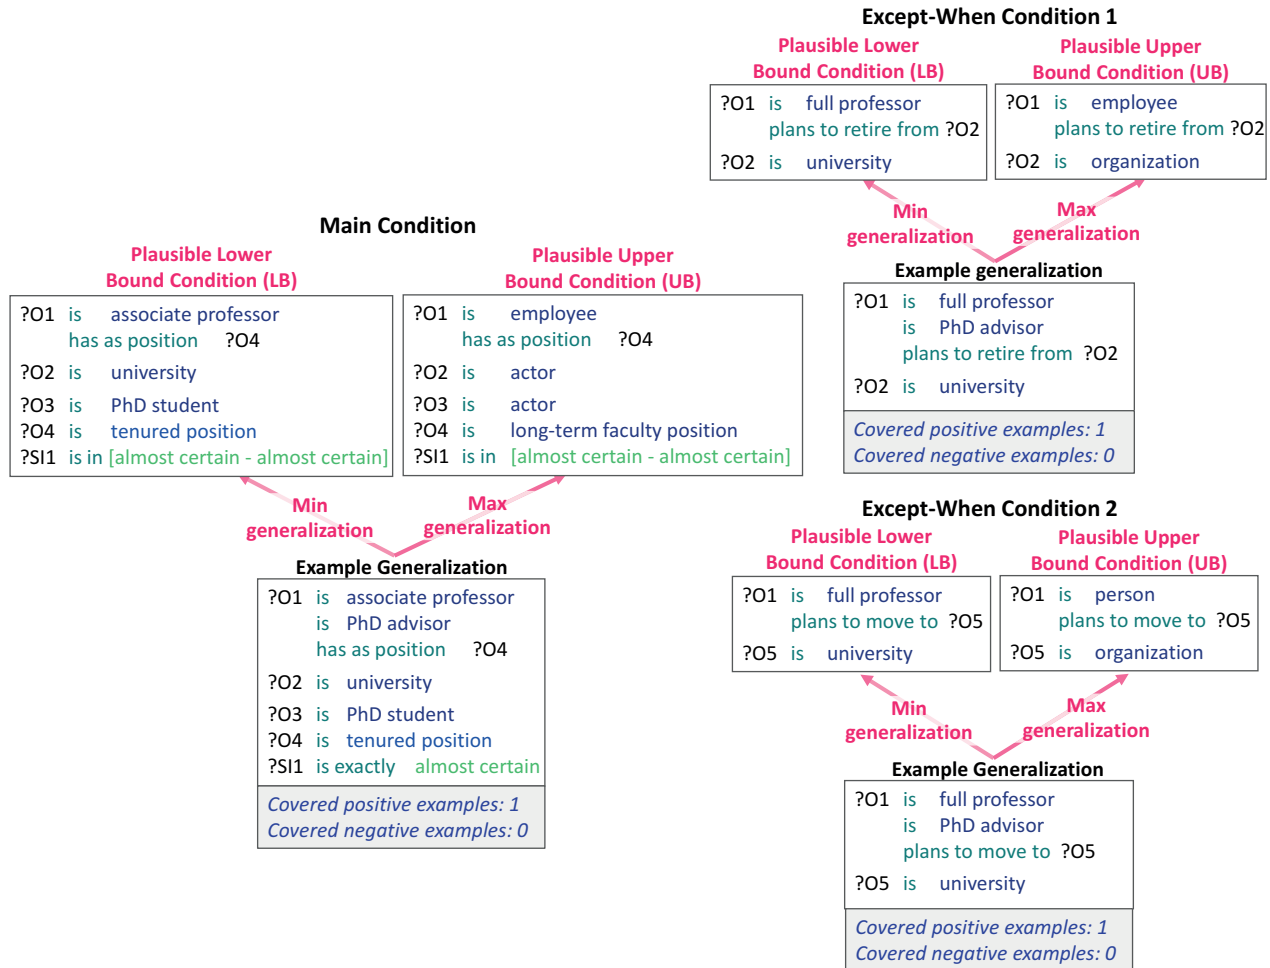 Main Condition
Plausible Lower
Bound Condition (LB)
?O1 is associate professor
has as position ?O4
?O2 is university
?O3 is PhD student
?O4 is tenured position
?SI1 is in [almost certain - almost certain]
Plausible Upper
Bound Condition (UB)
?O1 is employee
has as position ?O4
?O2 is actor
?O3 is actor
?O4 is long-term faculty position
?SI1 is in [almost certain - almost certain]
Min
generalization
Max
generalization
Example Generalization
?O1 is associate professor
is PhD advisor
has as position ?O4
?O2 is university
?O3 is PhD student
?O4 is tenured position
?SI1 is exactly almost certain
Covered positive examples: 1
Covered negative examples: 0
Except-When Condition 1
Plausible Lower
Bound Condition (LB)
?O1 is full professor
plans to retire from ?O2
?O2 is university
Plausible Upper
Bound Condition (UB)
?O1 is employee
plans to retire from ?O2
?O2 is organization
Min
generalization
Max
generalization
Example generalization
?O1 is full professor
is PhD advisor
plans to retire from ?O2
?O2 is university
Covered positive examples: 1
Covered negative examples: 0
Except-When Condition 2
Plausible Lower
Bound Condition (LB)
?O1 is full professor
plans to move to ?O5
?O5 is university
Plausible Upper
Bound Condition (UB)
?O1 is person
plans to move to ?O5
?O5 is organization
Min
generalization
Max
generalization
Example Generalization
?O1 is full professor
is PhD advisor
plans to move to ?O5
?O5 is university
Covered positive examples: 1
Covered negative examples: 0